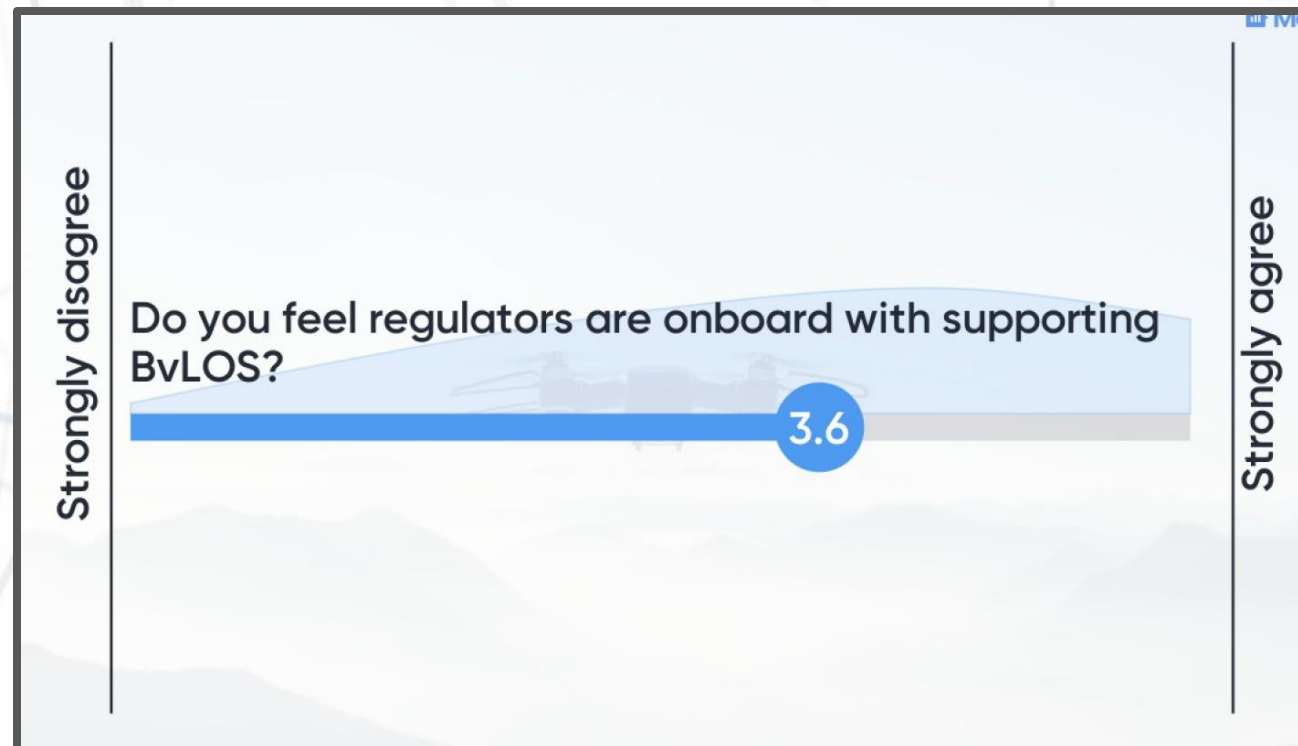 Strongly disagree
Do you feel regulators are onboard with supporting
BvLOS?
3.6
Strongly agree